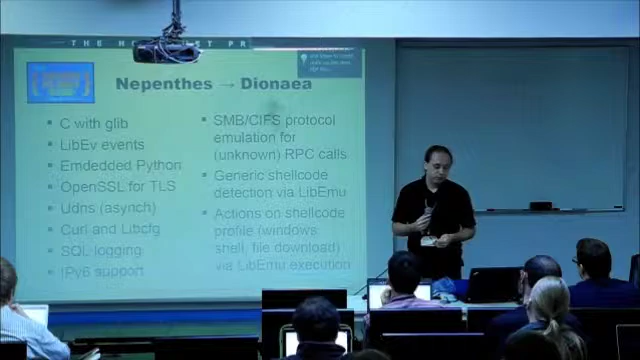 THE HO
Nepenthes → Dionaea
C with glib
LibEv events
Emdedded Python
OpenSSL for TLS
Udns (asynch)
Curl and Libcfg
SQL-logging
IPv6 support
SMB/CIFS protocol
emulation for
(unknown) RPC calls
Generic shellcode
detection via LibEmu
Actions on shellcode
profile (windows
shell, file download)
via LibEmu execution